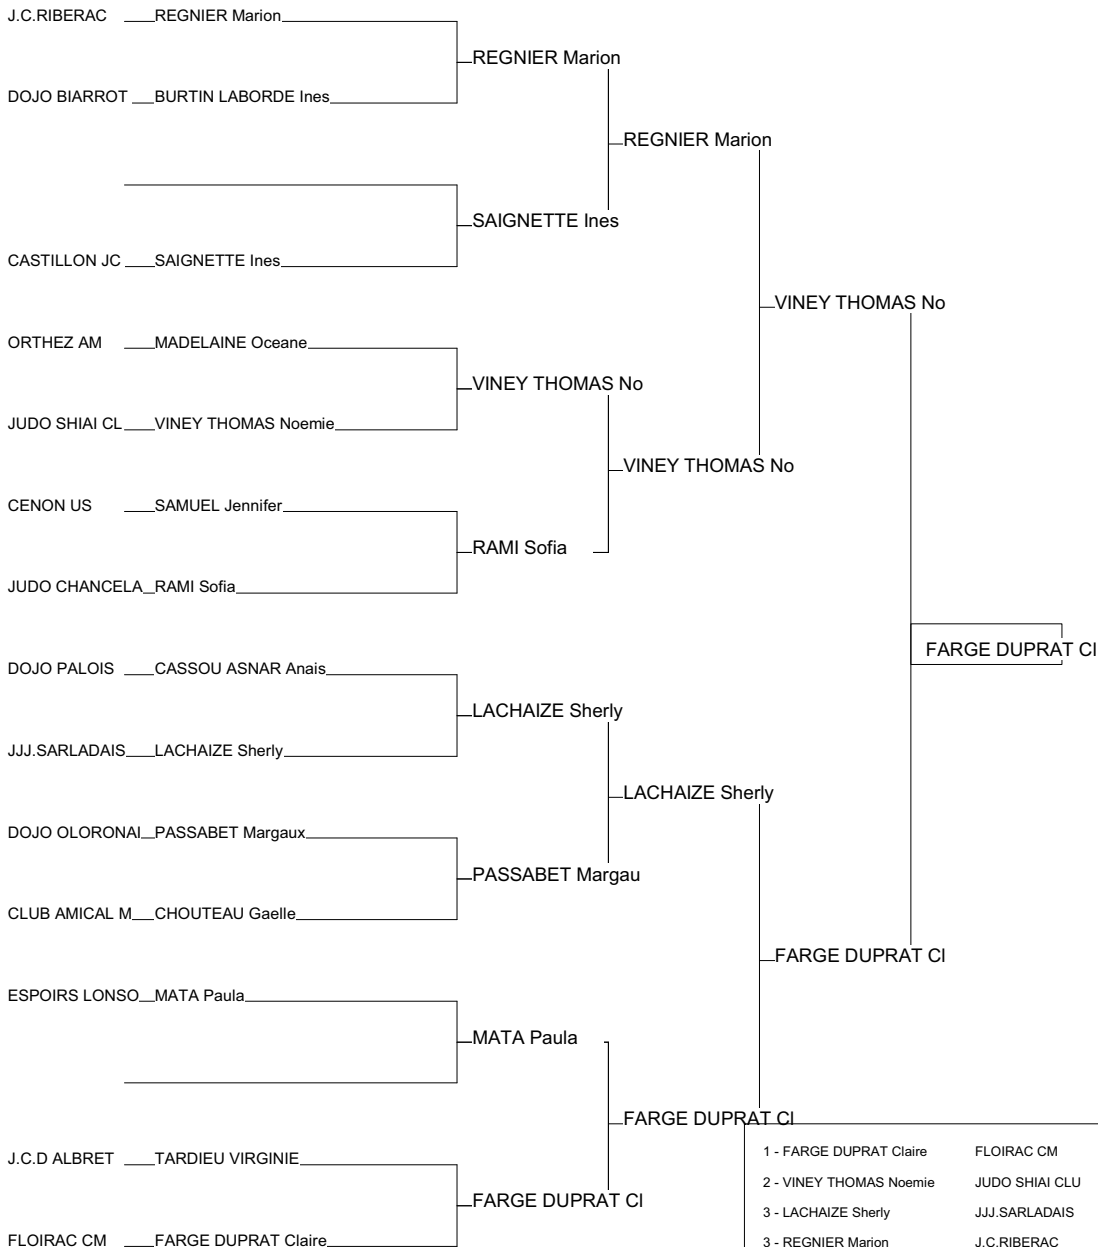 J.C.RIBERAC REGNIER Marion
REGNIER Marion
DOJO BIARROT BURTIN LABORDE Ines
REGNIER Marion
SAIGNETTE Ines
CASTILLON JC SAIGNETTE Ines
VINEY THOMAS No
ORTHEZ AM MADELAINE Oceane
VINEY THOMAS No
JUDO SHIAI CL VINEY THOMAS Noemie
VINEY THOMAS No
CENON US SAMUEL Jennifer
RAMI Sofia
JUDO CHANCELA RAMI Sofia
FARGE DUPRAT Cl
DOJO PALOIS CASSOU ASNAR Anais
LACHAIZE Sherly
JJJ.SARLADAIS LACHAIZE Sherly
LACHAIZE Sherly
DOJO OLORONAI PASSABET Margaux
PASSABET Margau
CLUB AMICAL M CHOUTEAU Gaelle
FARGE DUPRAT Cl
ESPOIRS LONSO MATA Paula
MATA Paula
FARGE DUPRAT Cl
J.C.D ALBRET TARDIEU VIRGINIE
FARGE DUPRAT Cl
FLOIRAC CM FARGE DUPRAT Claire
1 - FARGE DUPRAT Claire FLOIRAC CM
2 - VINEY THOMAS Noemie JUDO SHIAI CLU
3 - LACHAIZE Sherly JJJ.SARLADAIS
3 - REGNIER Marion J.C.RIBERAC